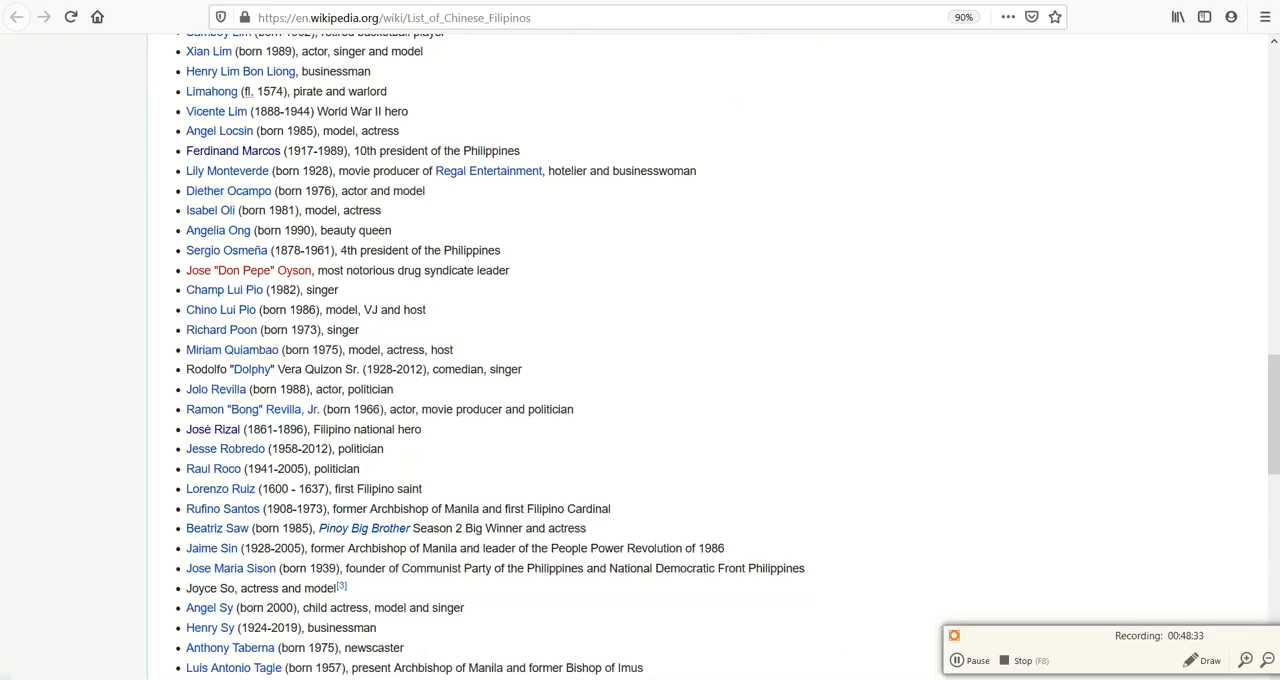 https://en.wikipedia.org/wiki/List_of_Chinese_Filipinos
90%
Xian Lim (born 1989), actor, singer and model
Henry Lim Bon Liong, businessman
Limahong (fl. 1574), pirate and warlord
Vicente Lim (1888-1944) World War II hero
Angel Locsin (born 1985), model, actress
Ferdinand Marcos (1917-1989), 10th president of the Philippines
Lily Monteverde (born 1928), movie producer of Regal Entertainment, hotelier and businesswoman
Diether Ocampo (born 1976), actor and model
Isabel Oli (born 1981), model, actress
Angelia Ong (born 1990), beauty queen
Sergio Osmeña (1878-1961), 4th president of the Philippines
Jose "Don Pepe" Oyson, most notorious drug syndicate leader
Champ Lui Pio (1982), singer
Chino Lui Pio (born 1986), model, VJ and host
Richard Poon (born 1973), singer
Miriam Quiambao (born 1975), model, actress, host
Rodolfo "Dolphy" Vera Quizon Sr. (1928-2012), comedian, singer
Jolo Revilla (born 1988), actor, politician
Ramon "Bong" Revilla, Jr. (born 1966), actor, movie producer and politician
José Rizal (1861-1896), Filipino national hero
Jesse Robredo (1958-2012), politician
Raul Roco (1941-2005), politician
Lorenzo Ruiz (1600 - 1637), first Filipino saint
Rufino Santos (1908-1973), former Archbishop of Manila and first Filipino Cardinal
Beatriz Saw (born 1985), Pinoy Big Brother Season 2 Big Winner and actress
Jaime Sin (1928-2005), former Archbishop of Manila and leader of the People Power Revolution of 1986
Jose Maria Sison (born 1939), founder of Communist Party of the Philippines and National Democratic Front Philippines
Joyce So, actress and model[3]
Angel Sy (born 2000), child actress, model and singer
Henry Sy (1924-2019), businessman
Anthony Taberna (born 1975), newscaster
Luis Antonio Tagle (born 1957), present Archbishop of Manila and former Bishop of Imus
Recording: 00:48:33
Pause Stop (F8) Draw